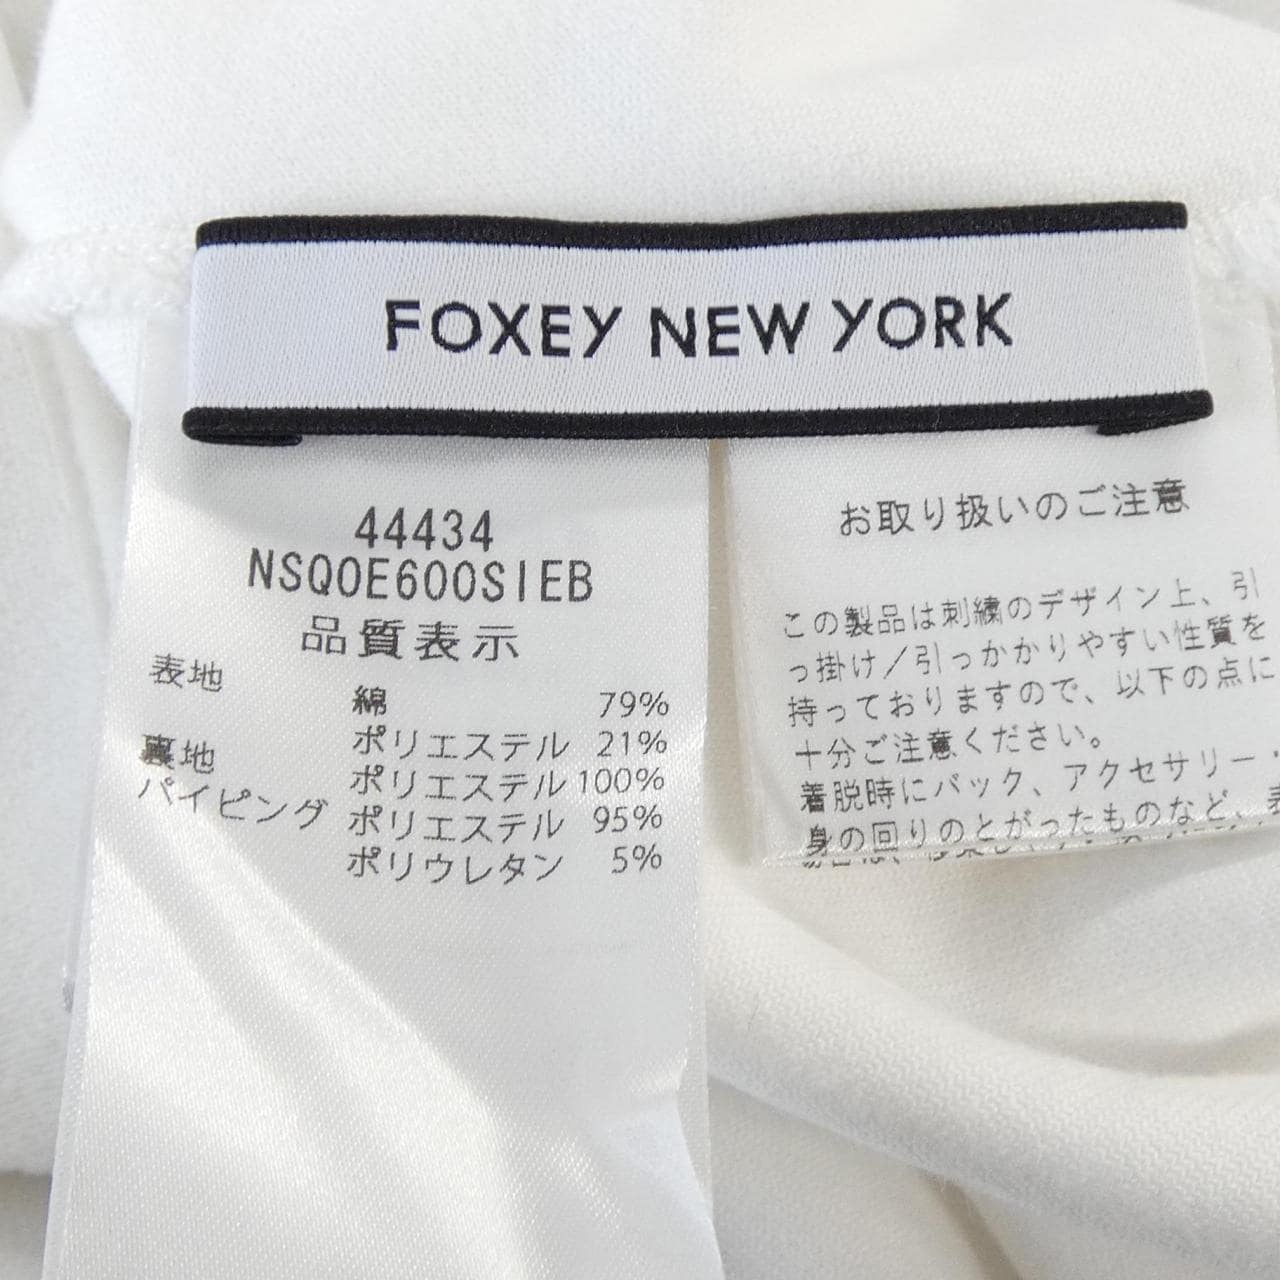 FOXEY NEW YORK
44434
NSQ0E600SIEB
品質表示
表地 綿 79%
ポリエステル 21%
裏地 ポリエステル 100%
パイピング ポリエステル 95%
ポリウレタン 5%
お取り扱いのご注意
この製品は刺繍のデザイン上、引
っ掛け／引っかかりやすい性質を
持っておりますので、以下の点に
十分ご注意ください。
着脱時にバック、アクセサリー・
身の回りのとがったものなど、表